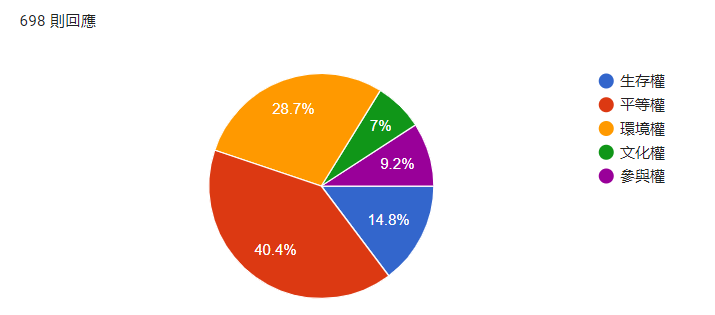 698 則回應
生存權
平等權
環境權
文化權
參與權
28.7%
7%
9.2%
14.8%
40.4%